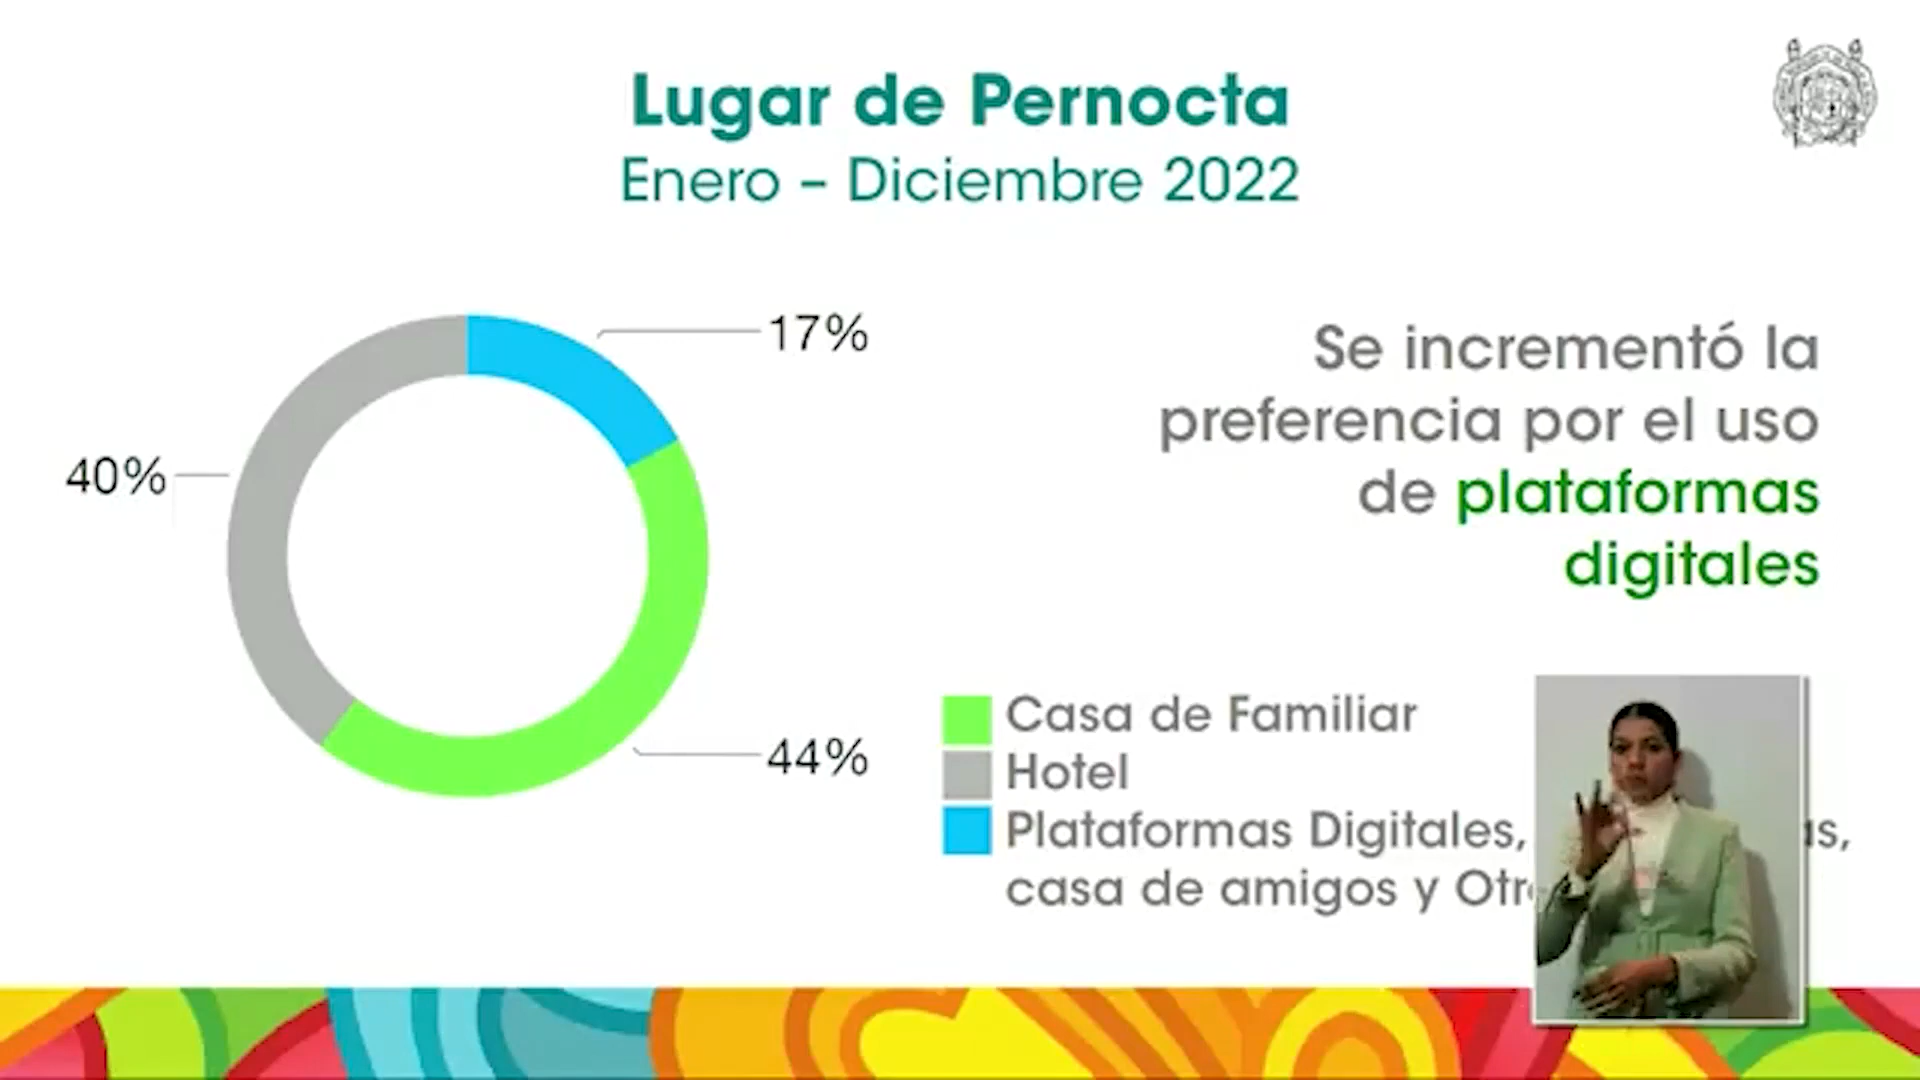 Lugar de Pernocta
Enero – Diciembre 2022
17%
40%
44%
Se incrementó la
preferencia por el uso
de plataformas
digitales
Casa de Familiar
Hotel
Plataformas Digitales,
casa de amigos y